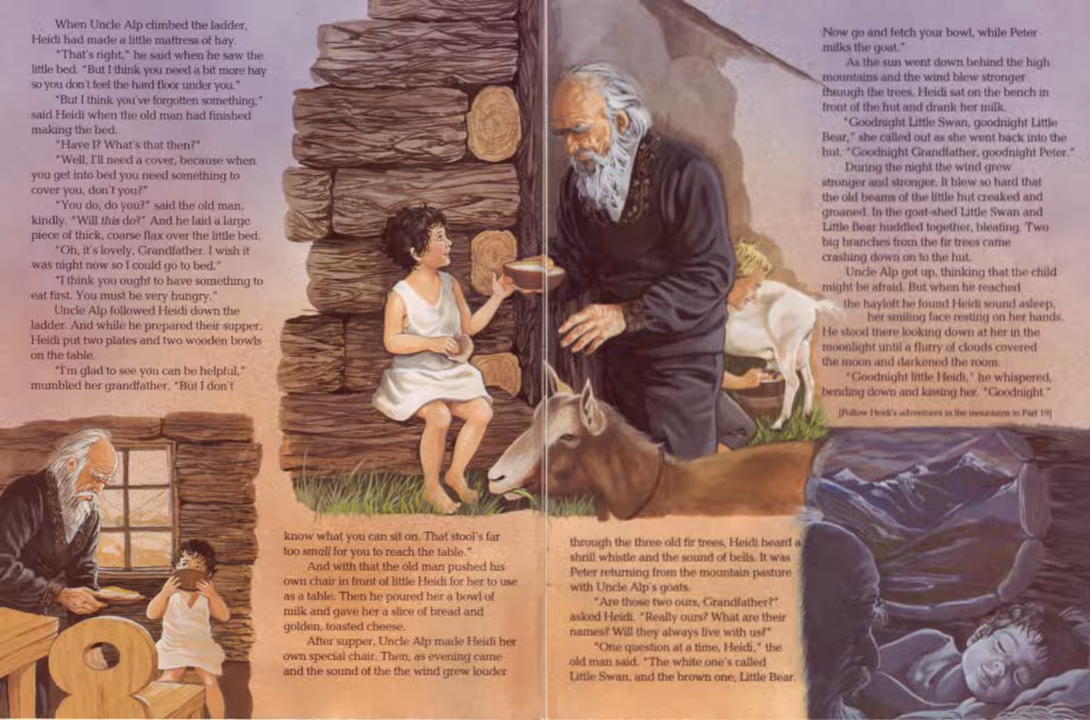 When Uncle Alp climbed the ladder,
Heidi had made a little mattress of hay.
"That's right," he said when he saw the
little bed. "But I think you need a bit more hay
so you don't feel the hard floor under you."
"But I think you've forgotten something,"
said Heidi when the old man had finished
making the bed.
"Have I? What's that then?"
"Well, I'll need a cover, because when
you get into bed you need something to
cover you, don't you?"
"You do, do you?" said the old man,
kindly. "Will this do?" And he laid a large
piece of thick, coarse flax over the little bed.
"Oh, it's lovely, Grandfather. I wish it
was night now so I could go to bed."
"I think you ought to have something to
eat first. You must be very hungry."
Uncle Alp followed Heidi down the
ladder. And while he prepared their supper,
Heidi put two plates and two wooden bowls
on the table.
"I'm glad to see you can be helpful,"
mumbled her grandfather. "But I don't
know what you can sit on. That stool's far
too small for you to reach the table."
And with that the old man pushed his
own chair in front of little Heidi for her to use
as a table. Then he poured her a bowl of
milk and gave her a slice of bread and
golden, toasted cheese.
After supper, Uncle Alp made Heidi her
own special chair. Then, as evening came
and the sound of the the wind grew louder
through the three old fir trees, Heidi heard a
shrill whistle and the sound of bells. It was
Peter returning from the mountain pasture
with Uncle Alp's goats.
"Are those two ours, Grandfather?"
asked Heidi. "Really ours? What are their
names? Will they always live with us?"
"One question at a time, Heidi," the
old man said. "The white one's called
Little Swan, and the brown one, Little Bear.
Now go and fetch your bowl, while Peter
milks the goat."
As the sun went down behind the high
mountains and the wind blew stronger
through the trees, Heidi sat on the bench in
front of the hut and drank her milk.
"Goodnight Little Swan, goodnight Little
Bear," she called out as she went back into the
hut. "Goodnight Grandfather, goodnight Peter."
During the night the wind grew
stronger and stronger. It blew so hard that
the old beams of the little hut creaked and
groaned. In the goat-shed Little Swan and
Little Bear huddled together, bleating. Two
big branches from the fir trees came
crashing down on to the hut.
Uncle Alp got up, thinking that the child
might be afraid. But when he reached
the hayloft he found Heidi sound asleep,
her smiling face resting on her hands.
He stood there looking down at her in the
moonlight until a flurry of clouds covered
the moon and darkened the room.
"Goodnight little Heidi," he whispered,
bending down and kissing her. "Goodnight."
[Follow Heidi's adventures in the mountains in Part 19]